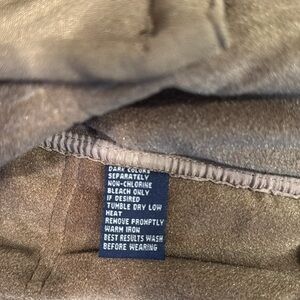 DARK COLORS
SEPARATELY
NON-CHLORINE
BLEACH ONLY
IF DESIRED
TUMBLE DRY LOW
HEAT
REMOVE PROMPTLY
WARM IRON
BEST RESULTS WASH
BEFORE WEARING